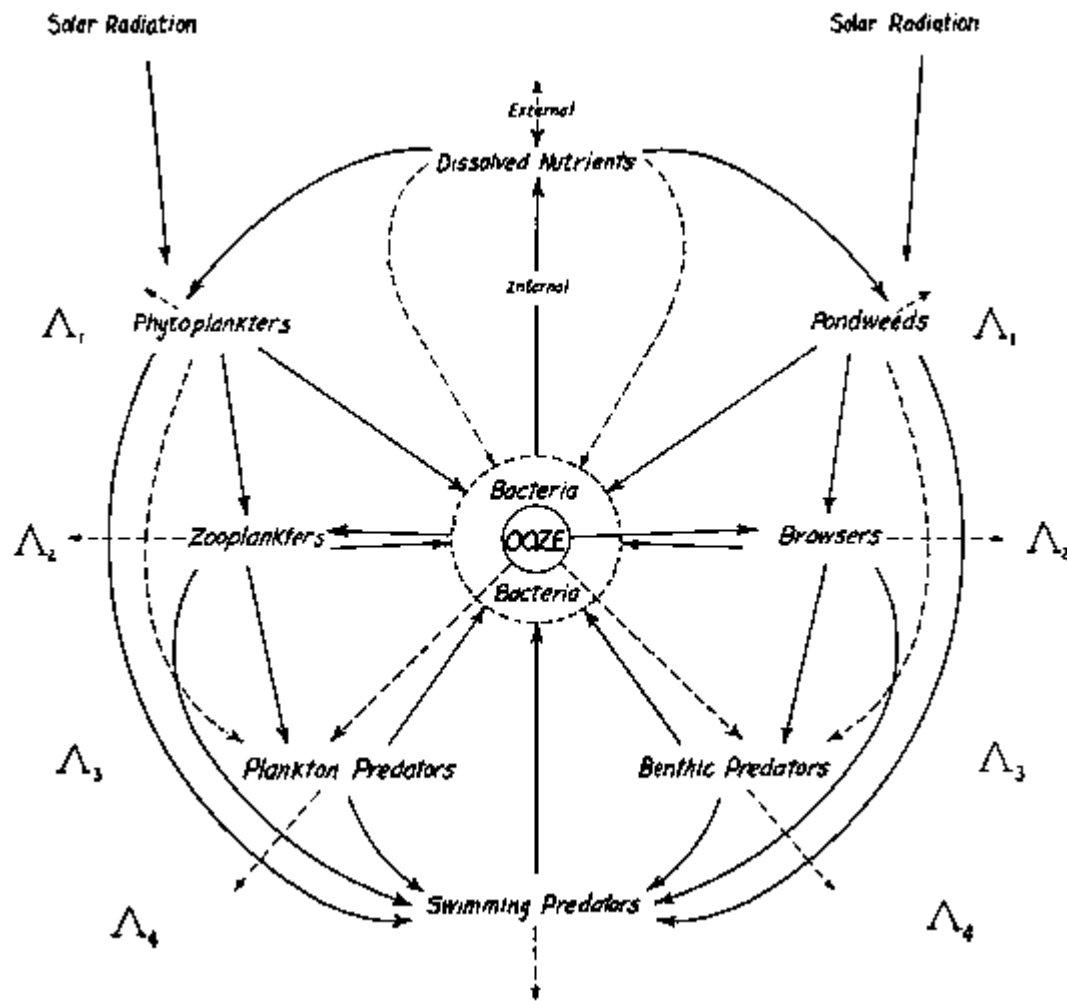 Solar Radiation
Solar Radiation
External
Dissolved Nutrients
Internal
Λ₁
Phytoplankters
Pondweeds
Λ₁
Bacteria
Λ₂
Zooplankters
OOZE
Browsers
Λ₂
Bacteria
Λ₃
Plankton Predators
Benthic Predators
Λ₃
Λ₄
Swimming Predators
Λ₄